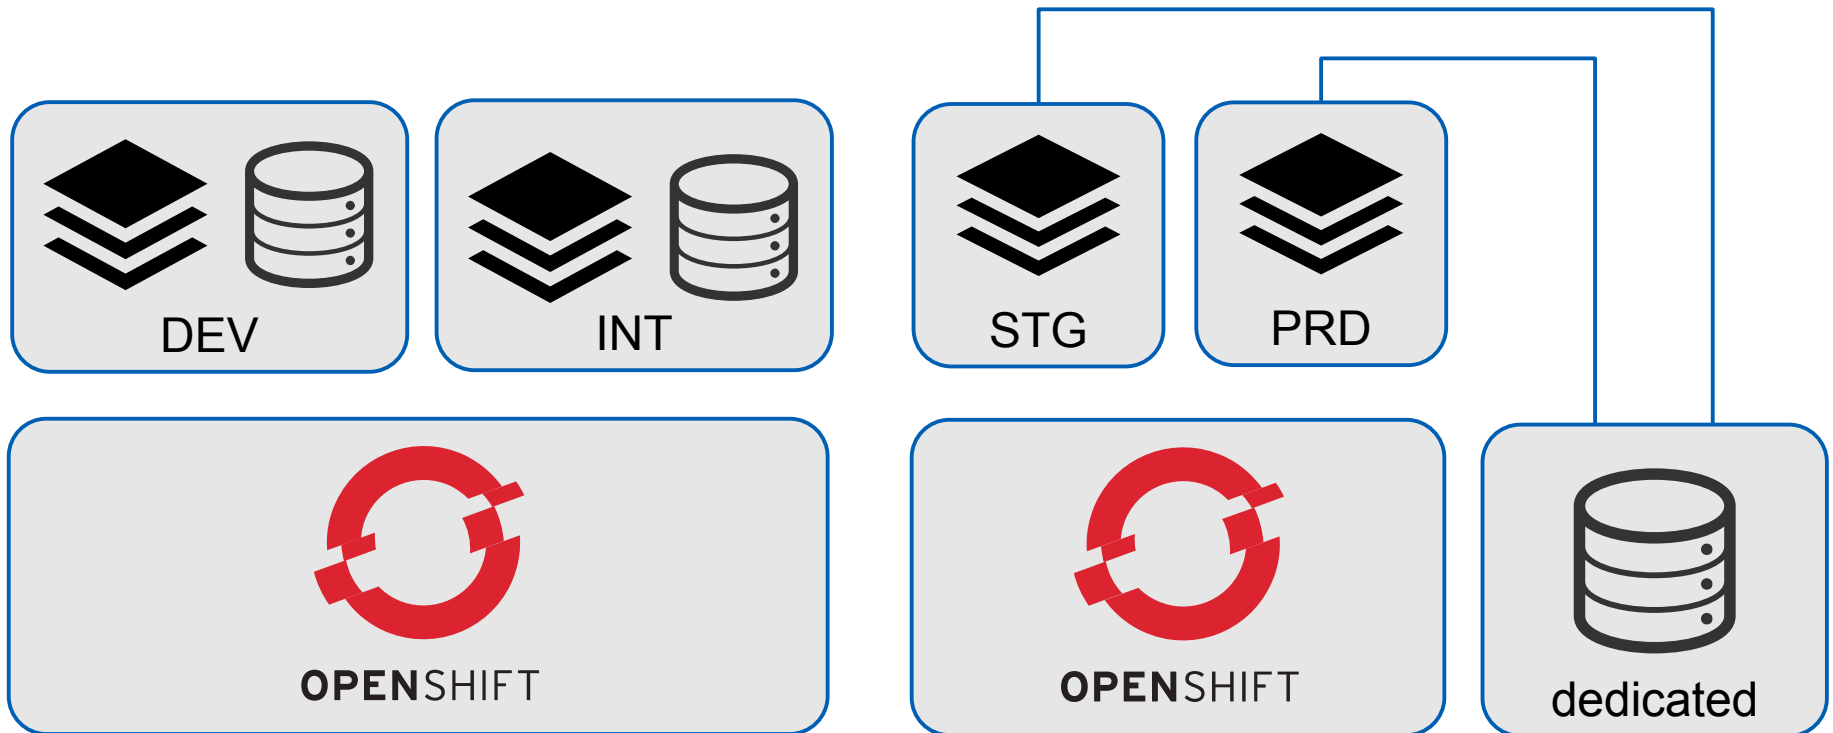 DEV
INT
STG
PRD
OPENSHIFT
OPENSHIFT
dedicated